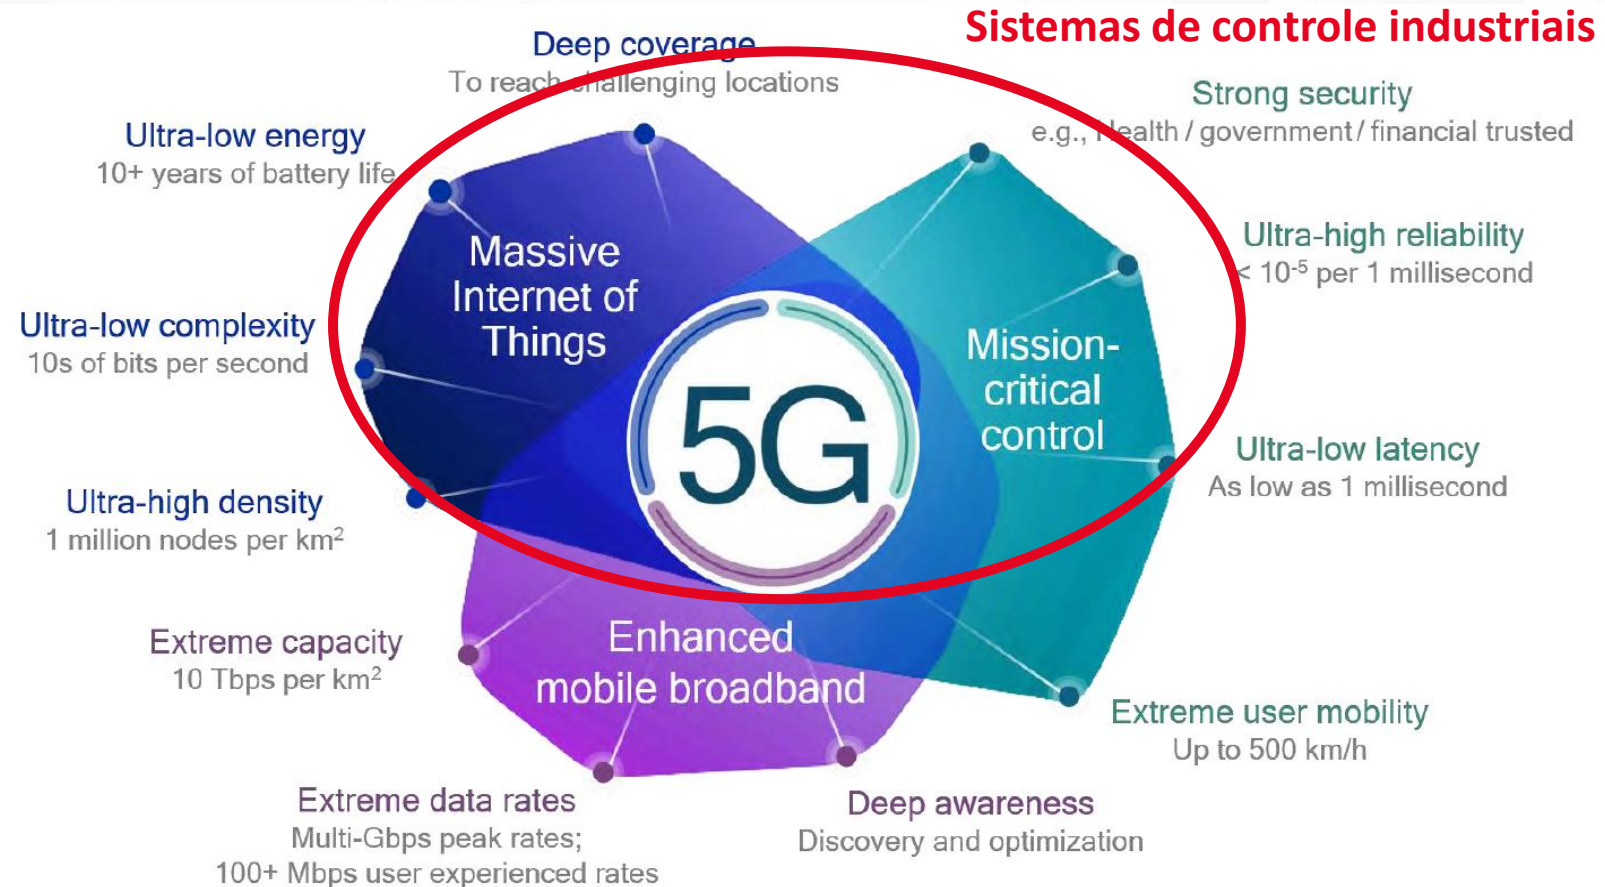 Sistemas de controle industriais
Deep coverage
To reach challenging locations
Strong security
e.g., Health / government / financial trusted
Ultra-low energy
10+ years of battery life
Massive
Internet of
Things
Ultra-high reliability
< 10⁻⁵ per 1 millisecond
Ultra-low complexity
10s of bits per second
Mission-
critical
control
5G
Ultra-low latency
As low as 1 millisecond
Ultra-high density
1 million nodes per km²
Extreme capacity
10 Tbps per km²
Enhanced
mobile broadband
Extreme user mobility
Up to 500 km/h
Extreme data rates
Multi-Gbps peak rates;
100+ Mbps user experienced rates
Deep awareness
Discovery and optimization